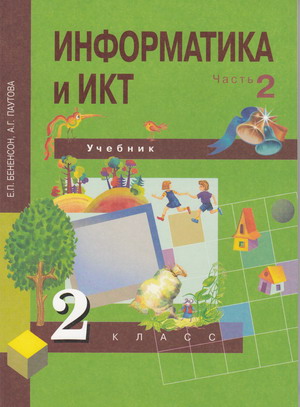 ИНФОРМАТИКА
и ИКТ
Часть 2
Учебник
Е.П. БЕНЕНСОН, А.Г. ПАУТОВА
2
КЛАСС